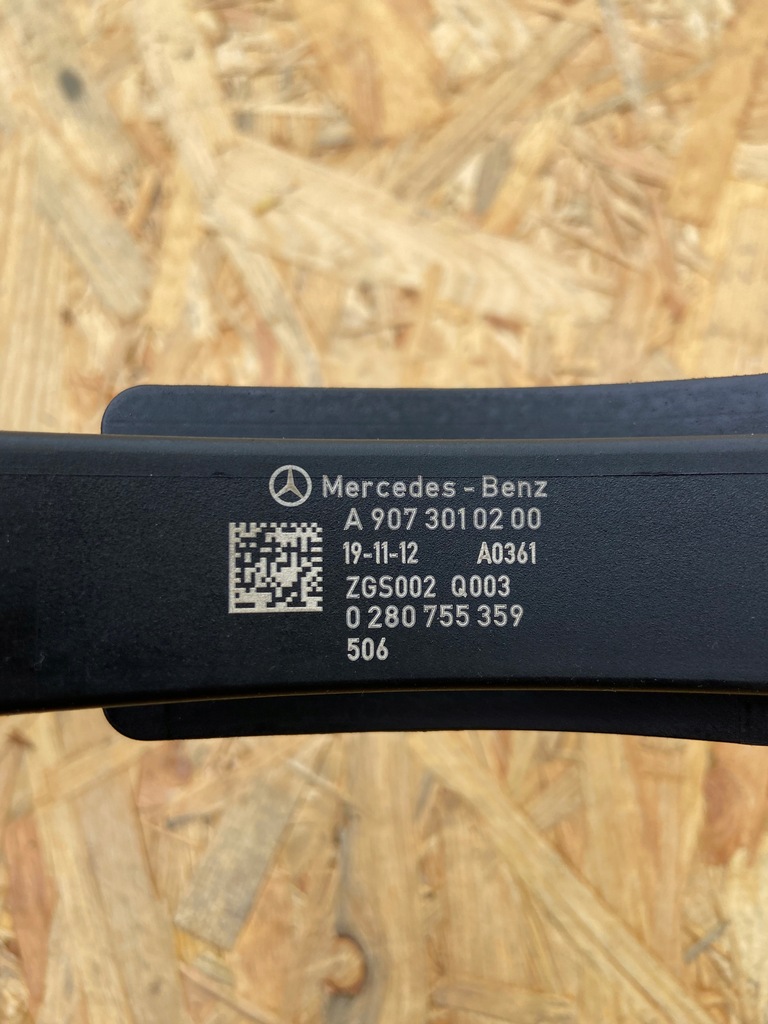 Mercedes-Benz
A 907 301 02 00
19-11-12 A0361
ZGS002 Q003
0 280 755 359
506